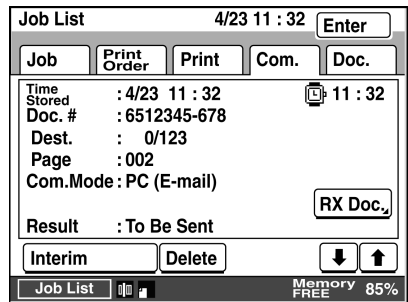 Job List 4/23 11 : 32 Enter
Job Print Order Print Com. Doc.
Time Stored : 4/23 11 : 32 11 : 32
Doc. # : 6512345-678
Dest. : 0/123
Page : 002
Com.Mode : PC (E-mail)
RX Doc.
Result : To Be Sent
Interim Delete
Job List Memory FREE 85%